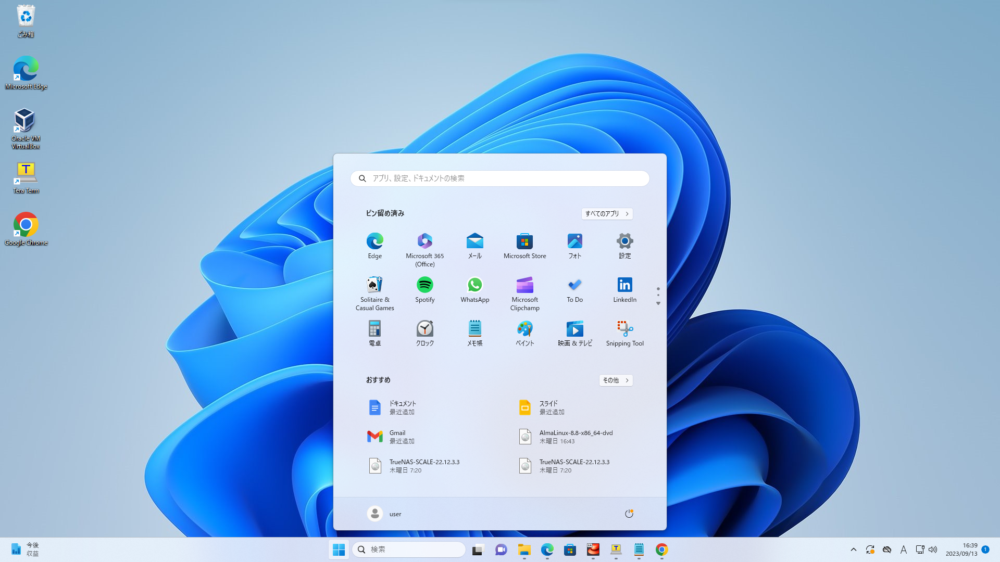 ごみ箱
Microsoft Edge
Oracle VM
VirtualBox
Tera Term
Google Chrome
アプリ、設定、ドキュメントの検索
ピン留め済み
すべてのアプリ
Edge
Microsoft 365
(Office)
メール
Microsoft Store
フォト
設定
Solitaire &
Casual Games
Spotify
WhatsApp
Microsoft
Clipchamp
To Do
LinkedIn
電卓
クロック
メモ帳
ペイント
映画 & テレビ
Snipping Tool
おすすめ
その他
ドキュメント
最近追加
スライド
最近追加
Gmail
最近追加
AlmaLinux-8.8-x86_64-dvd
木曜日 16:43
TrueNAS-SCALE-22.12.3.3
木曜日 7:20
TrueNAS-SCALE-22.12.3.3
木曜日 7:20
user
今後
収益
検索
A
16:39
2023/09/13
1